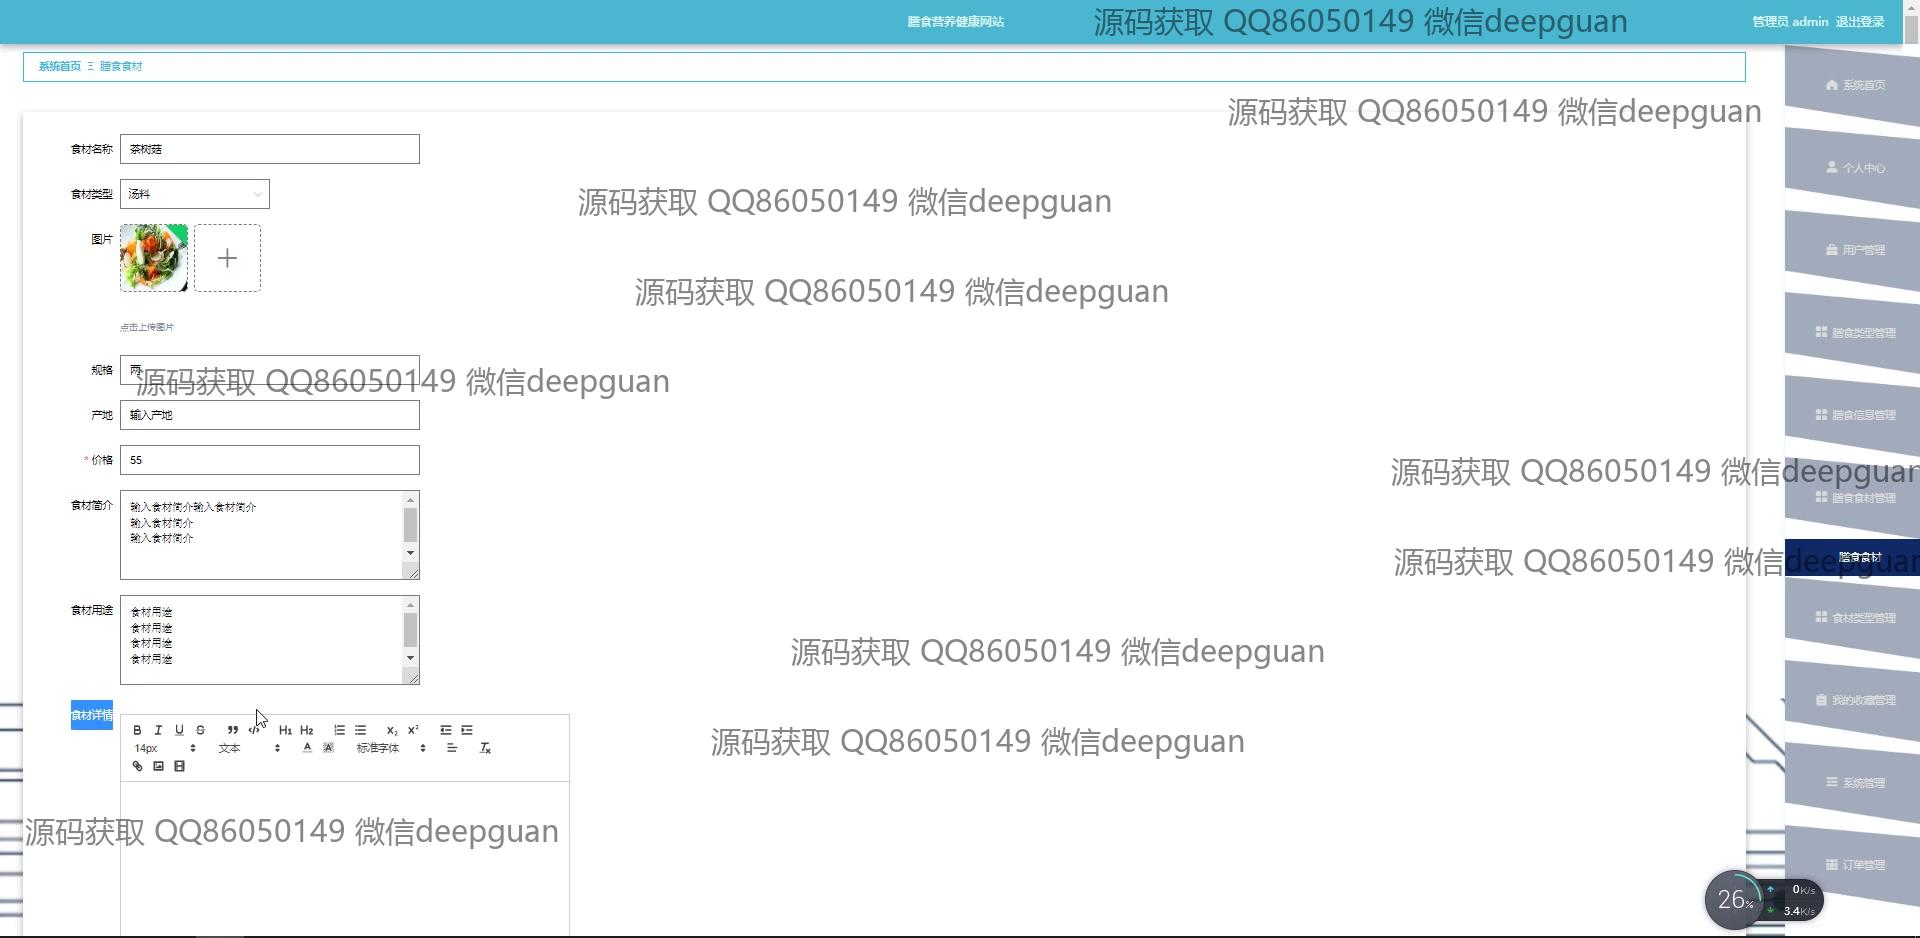 膳食营养健康网站
源码获取 QQ86050149 微信deepguan
管理员 admin 退出登录
系统首页 Ξ 膳食食材
系统首页
源码获取 QQ86050149 微信deepguan
食材名称 茶树菇
个人中心
食材类型 汤料
源码获取 QQ86050149 微信deepguan
图片
用户管理
源码获取 QQ86050149 微信deepguan
点击上传图片
膳食类型管理
规格 两
源码获取 QQ86050149 微信deepguan
产地 输入产地
膳食信息管理
* 价格 55
源码获取 QQ86050149 微信deepguan
膳食食材管理
食材简介 输入食材简介输入食材简介
输入食材简介
输入食材简介
膳食食材
源码获取 QQ86050149 微信deepguan
食材用途 食材用途
食材用途
食材用途
食材用途
食材类型管理
源码获取 QQ86050149 微信deepguan
我的收藏管理
食材详情
B I U S H1 H2 x₂ x²
14px 文本 A A 标准字体 Tx
源码获取 QQ86050149 微信deepguan
系统管理
源码获取 QQ86050149 微信deepguan
订单管理
26% 0K/s
3.4K/s